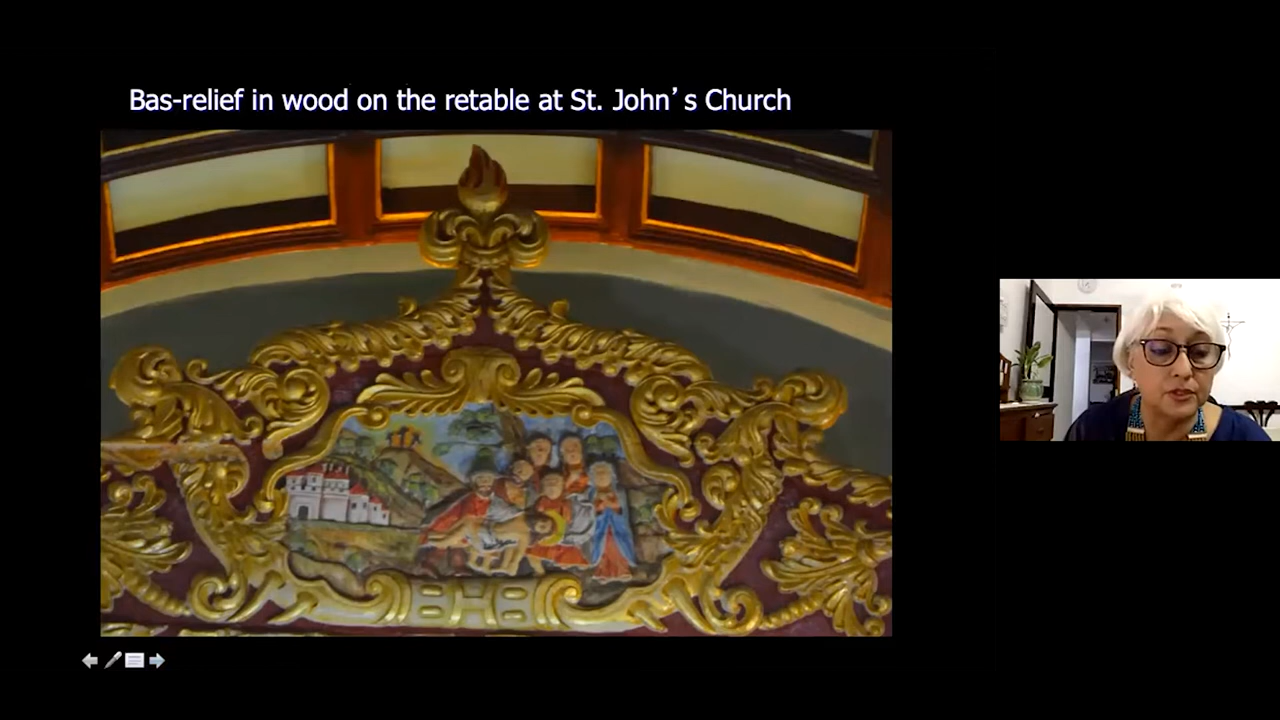 Bas-relief in wood on the retable at St. John’s Church